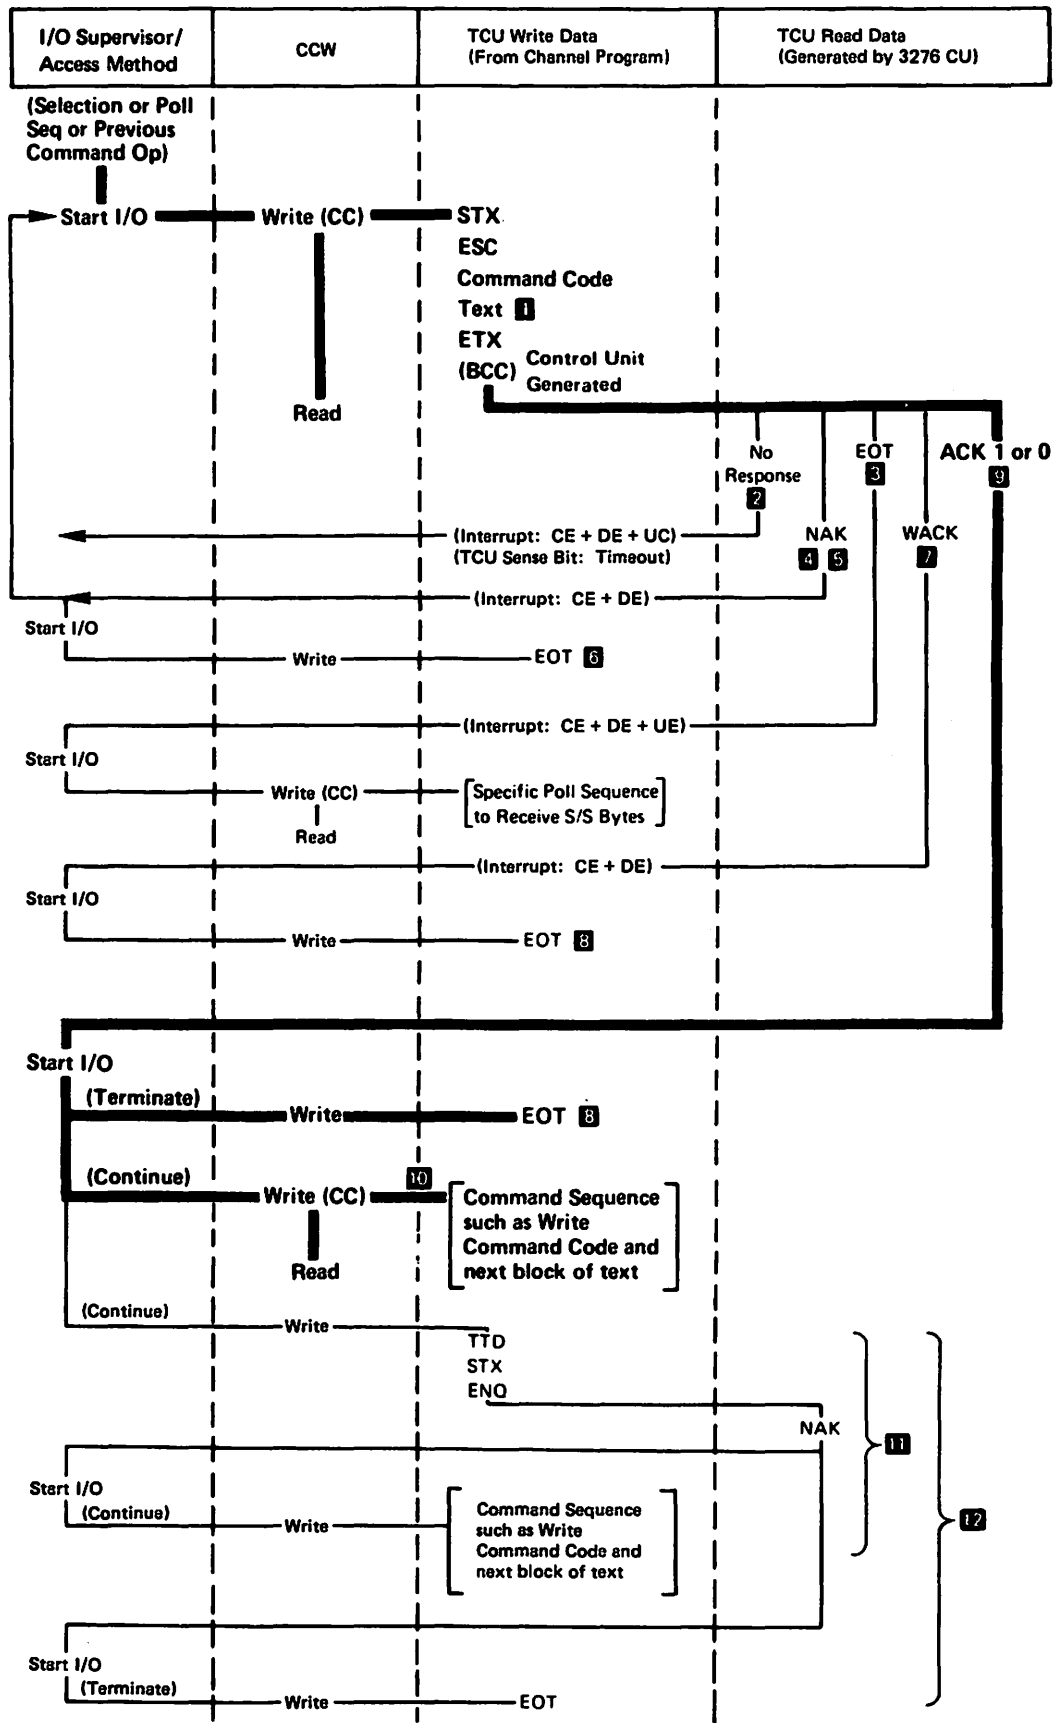 I/O Supervisor/
Access Method
CCW
TCU Write Data
(From Channel Program)
TCU Read Data
(Generated by 3276 CU)
(Selection or Poll
Seq or Previous
Command Op)
Start I/O
Write (CC)
STX
ESC
Command Code
Text 1
ETX
(BCC) Control Unit
Generated
Read
No
Response
2
NAK
4 5
EOT
3
WACK
7
ACK 1 or 0
9
(Interrupt: CE + DE + UC)
(TCU Sense Bit: Timeout)
(Interrupt: CE + DE)
Start I/O
Write
EOT 6
(Interrupt: CE + DE + UE)
Start I/O
Write (CC)
Read
Specific Poll Sequence
to Receive S/S Bytes
(Interrupt: CE + DE)
Start I/O
Write
EOT 8
Start I/O
(Terminate)
Write
EOT 8
(Continue)
10
Write (CC)
Read
Command Sequence
such as Write
Command Code and
next block of text
(Continue)
Write
TTD
STX
ENQ
NAK
11
Start I/O
(Continue)
Write
Command Sequence
such as Write
Command Code and
next block of text
12
Start I/O
(Terminate)
Write
EOT